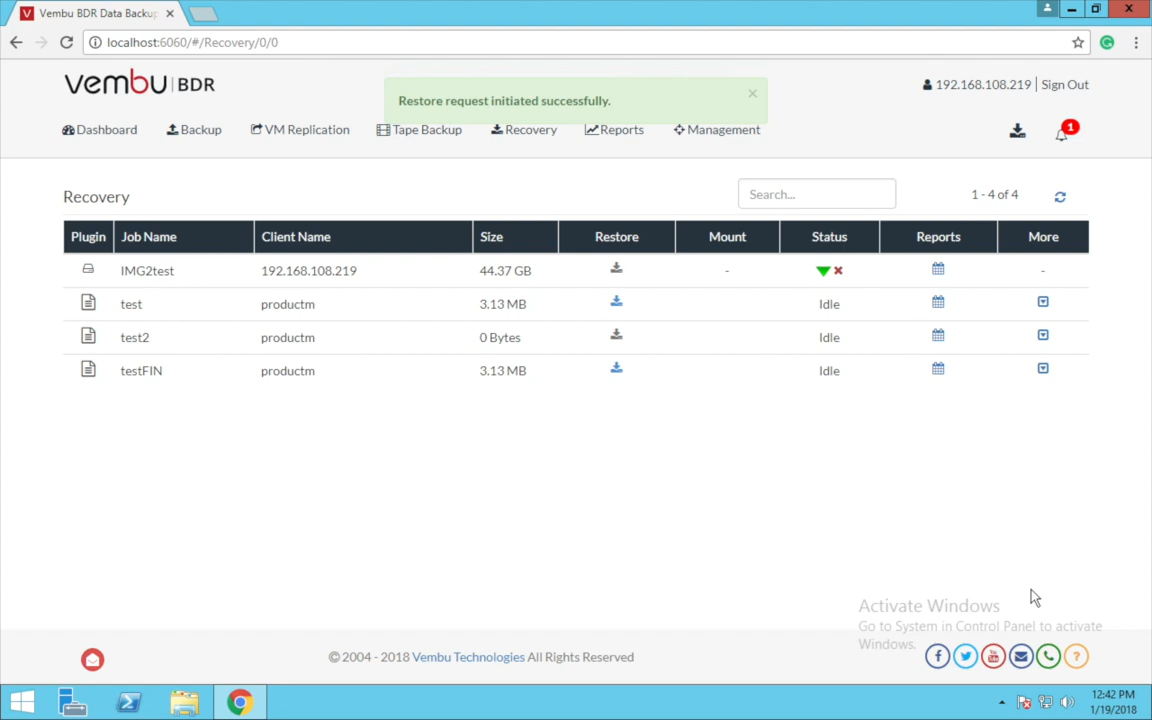 Vembu BDR Data Backup
localhost:6060/#/Recovery/0/0
vembu | BDR
Restore request initiated successfully.
192.168.108.219 | Sign Out
Dashboard Backup VM Replication Tape Backup Recovery Reports Management 1
Recovery Search... 1 - 4 of 4
Plugin Job Name Client Name Size Restore Mount Status Reports More
IMG2test 192.168.108.219 44.37 GB - -
test productm 3.13 MB Idle
test2 productm 0 Bytes Idle
testFIN productm 3.13 MB Idle
Activate Windows
Go to System in Control Panel to activate
Windows.
© 2004 - 2018 Vembu Technologies All Rights Reserved
You
?
12:42 PM
1/19/2018